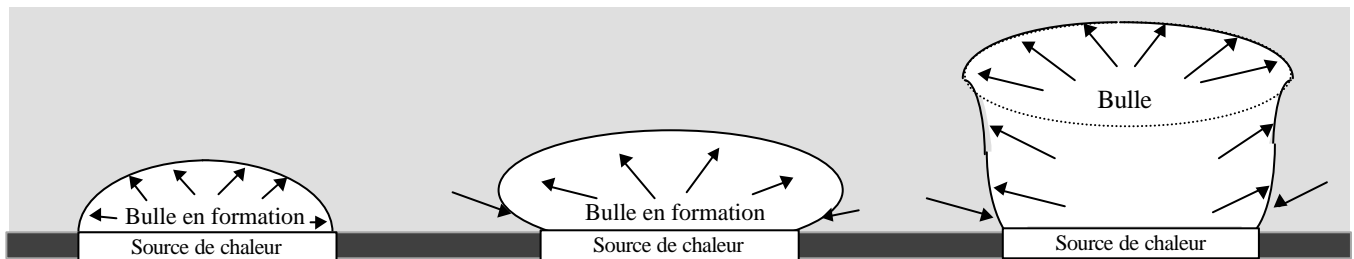 Bulle en formation
Source de chaleur
Bulle en formation
Source de chaleur
Bulle
Source de chaleur